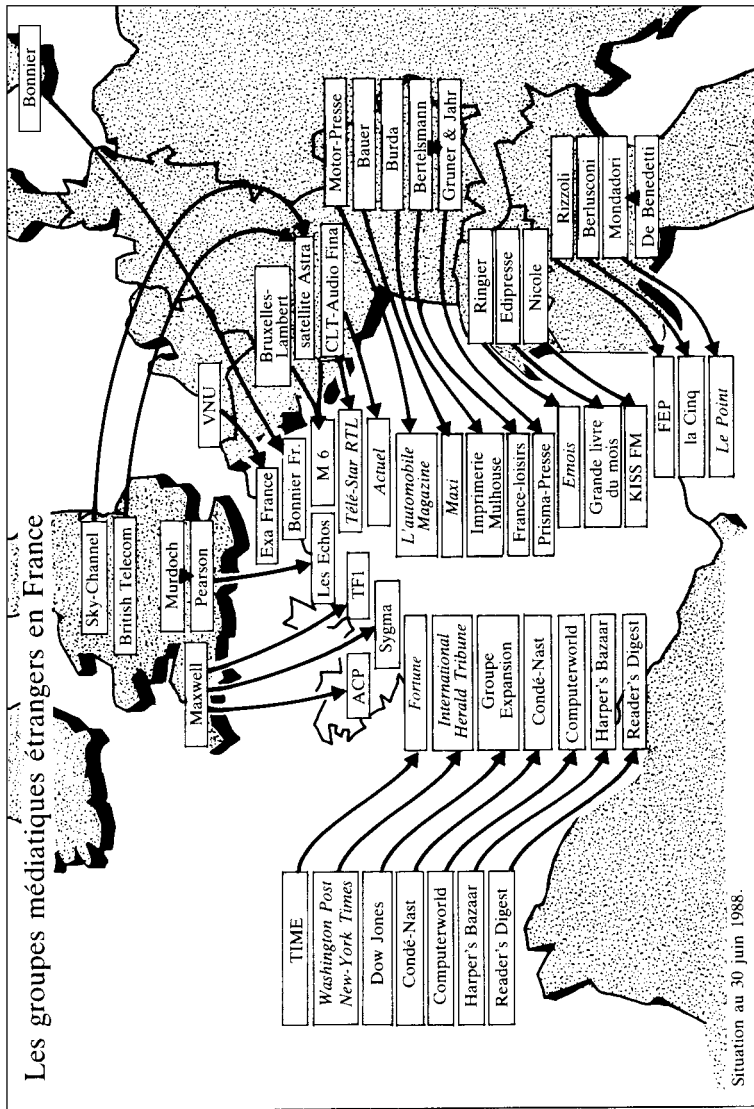 Les groupes médiatiques étrangers en France
Bonnier
Sky-Channel
British Telecom
Murdoch
Pearson
Maxwell
VNU
Bruxelles-
Lambert
satellite Astra
CLT-Audio Fina
Motor-Presse
Bauer
Burda
Bertelsmann
Gruner & Jahr
Ringier
Edipresse
Nicole
Rizzoli
Berlusconi
Mondadori
De Benedetti
Exa France
Bonnier Fr.
Les Echos
M 6
TF1
Télé-Star RTL
Sygma
ACP
Actuel
L'automobile
Magazine
Maxi
Imprimerie
Mulhouse
France-loisirs
Prisma-Presse
Emois
Grande livre
du mois
KISS FM
FEP
la Cinq
Le Point
TIME
Washington Post
New-York Times
Dow Jones
Condé-Nast
Computerworld
Harper's Bazaar
Reader's Digest
Fortune
International
Herald Tribune
Groupe
Expansion
Condé-Nast
Computerworld
Harper's Bazaar
Reader's Digest
Situation au 30 juin 1988.